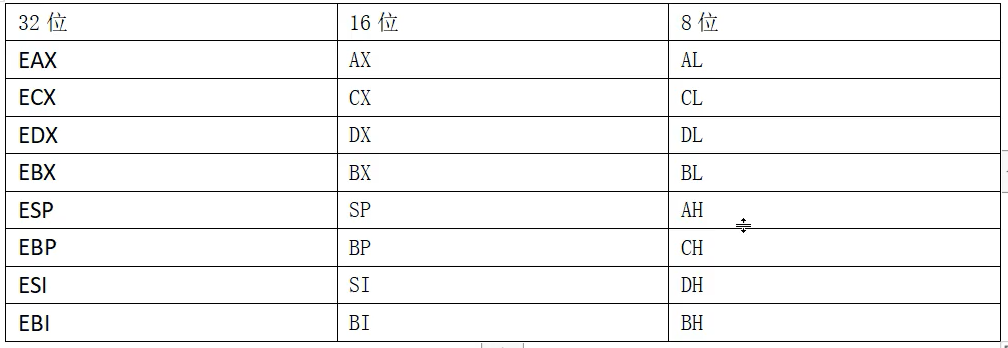 32 位 16 位 8 位
EAX AX AL
ECX CX CL
EDX DX DL
EBX BX BL
ESP SP AH
EBP BP CH
ESI SI DH
EBI BI BH